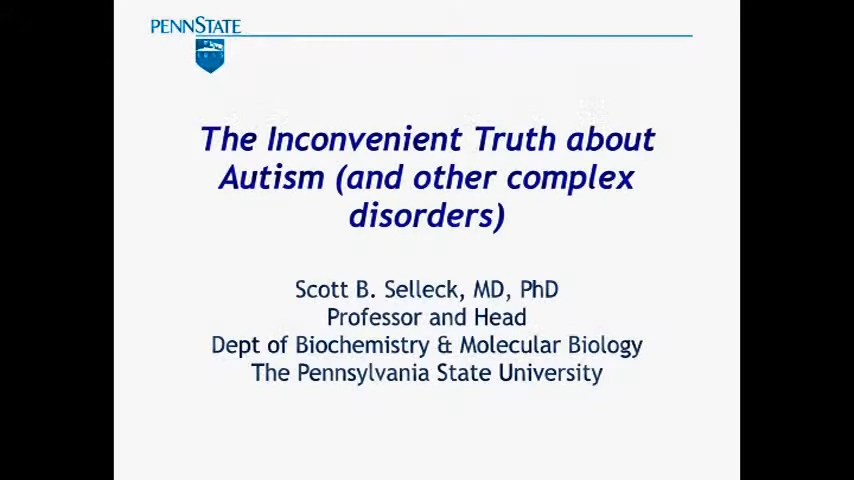 PENNSTATE
1855
The Inconvenient Truth about
Autism (and other complex
disorders)
Scott B. Selleck, MD, PhD
Professor and Head
Dept of Biochemistry & Molecular Biology
The Pennsylvania State University